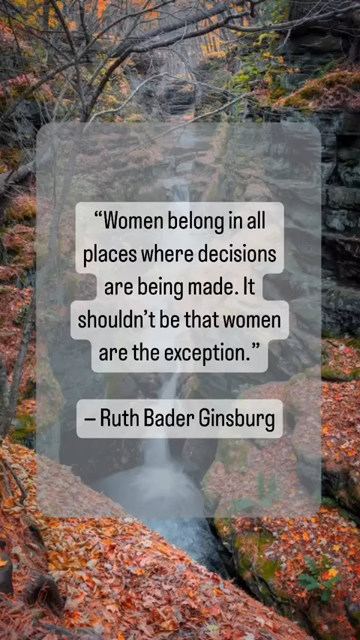 “Women belong in all
places where decisions
are being made. It
shouldn’t be that women
are the exception.”
– Ruth Bader Ginsburg